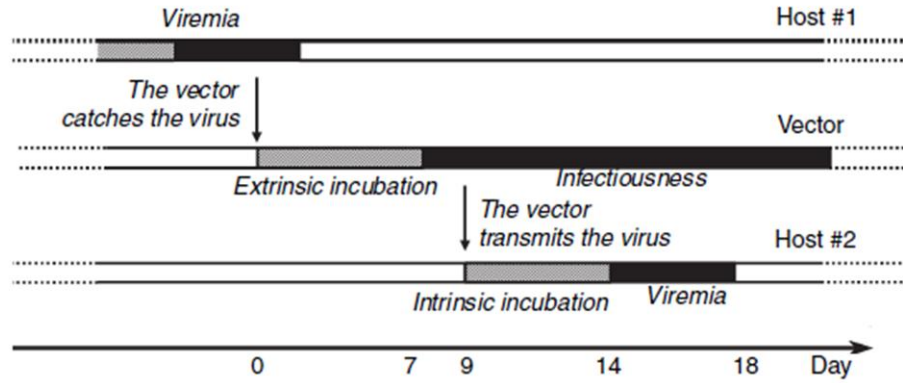 Viremia
Host #1
The vector
catches the virus
Vector
Extrinsic incubation
Infectiousness
The vector
transmits the virus
Host #2
Intrinsic incubation
Viremia
0 7 9 14 18 Day